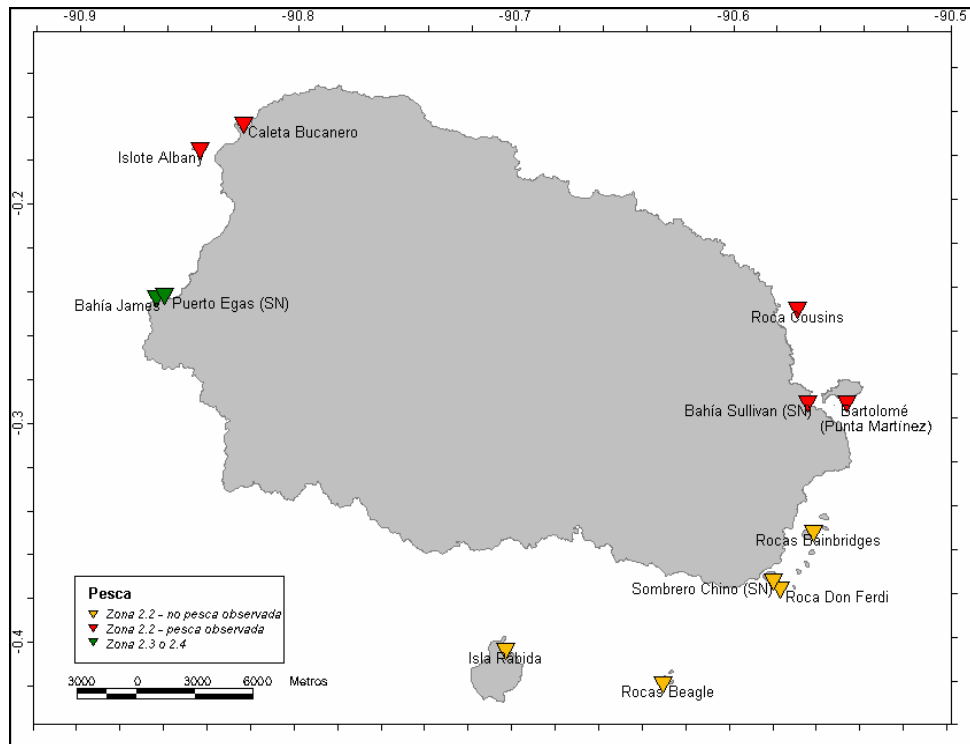 -90.9
-90.8
-90.7
-90.6
-90.5
Caleta Bucanero
Islote Albany
-0.2
Bahía James
Puerto Egas (SN)
Roca Cousins
-0.3
Bahía Sullivan (SN)
Bartolomé
(Punta Martínez)
Rocas Bainbridges
Sombrero Chino (SN)
Roca Don Ferdi
Pesca
Zona 2.2 - no pesca observada
Zona 2.2 - pesca observada
Zona 2.3 o 2.4
-0.4
Isla Rábida
3000 0 3000 6000 Metros
Rocas Beagle